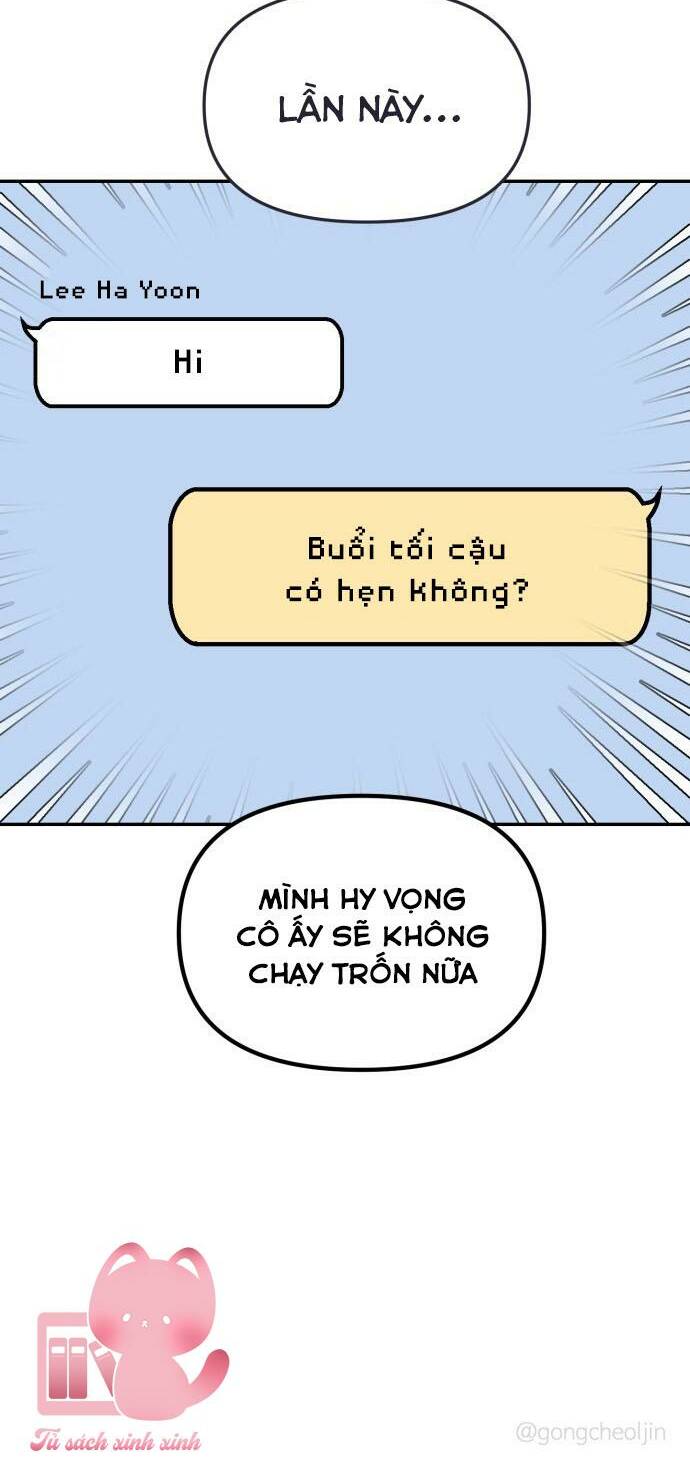 LẦN NÀY...
Lee Ha Yoon
Hi
Buổi tối cậu
có hẹn không?
MÌNH HY VỌNG
CÔ ẤY SẼ KHÔNG
CHẠY TRỐN NỮA
Tủ sách xinh xinh
@gongcheoljin